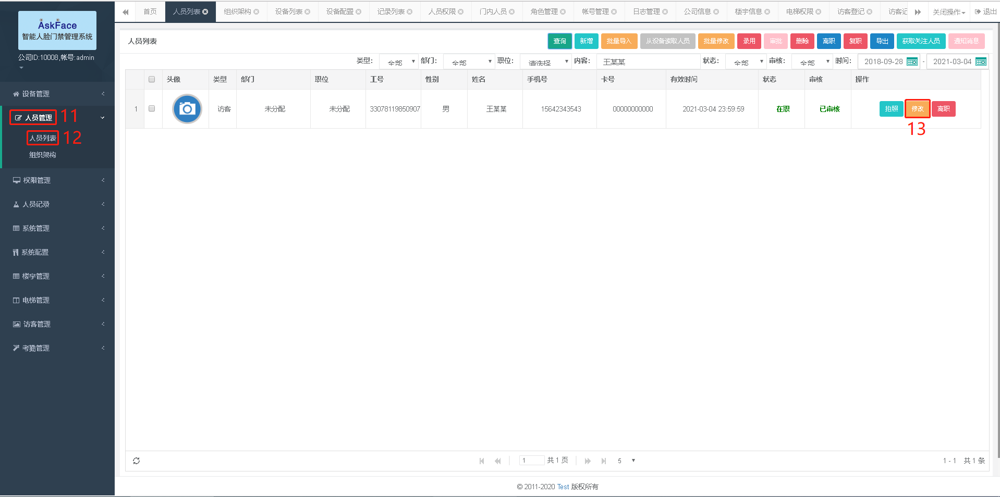 AskFace
智能人脸门禁管理系统
公司ID:10008,帐号:admin
设备管理
人员管理 11
人员列表 12
组织架构
权限管理
人员记录
系统管理
系统配置
楼宇管理
电梯管理
访客管理
考勤管理
首页 人员列表 组织架构 设备列表 设备配置 记录列表 人员权限 门内人员 角色管理 帐号管理 日志管理 公司信息 楼宇信息 电梯权限 访客登记 访客记 关闭操作 退出
人员列表 查询 新增 批量导入 从设备读取人员 批量修改 录用 审批 删除 离职 复职 导出 获取关注人员 通知消息
类型: 全部 部门: 全部 职位: 请选择 内容: 王某某 状态: 全部 审核: 全部 时间: 2018-09-28 - 2021-03-04
头像 类型 部门 职位 工号 性别 姓名 手机号 卡号 有效时间 状态 审核 操作
1 访客 未分配 未分配 33078119850907 男 王某某 15642343543 00000000000 2021-03-04 23:59:59 在职 已审核 拍照 修改 离职
13
1 共 1 页 5 1 - 1 共 1 条
© 2011-2020 Test 版权所有